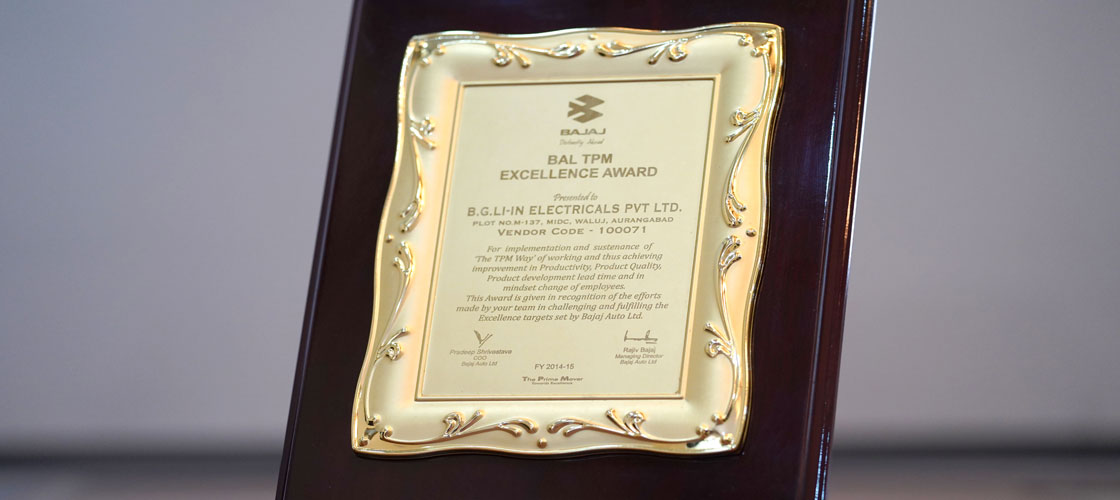 BAJAJ
Distinctly Ahead
BAL TPM
EXCELLENCE AWARD
Presented to
B.G.LI-IN ELECTRICALS PVT LTD.
PLOT NO.M-137, MIDC, WALUJ, AURANGABAD
VENDOR CODE - 100071
For implementation and sustenance of
'The TPM Way' of working and thus achieving
improvement in Productivity, Product Quality,
Product development lead time and in
mindset change of employees.
This Award is given in recognition of the efforts
made by your team in challenging and fulfilling the
Excellence targets set by Bajaj Auto Ltd.
Pradeep Shrivastava
COO
Bajaj Auto Ltd
Rajiv Bajaj
Managing Director
Bajaj Auto Ltd
FY 2014-15
The Prime Mover
Towards Excellence